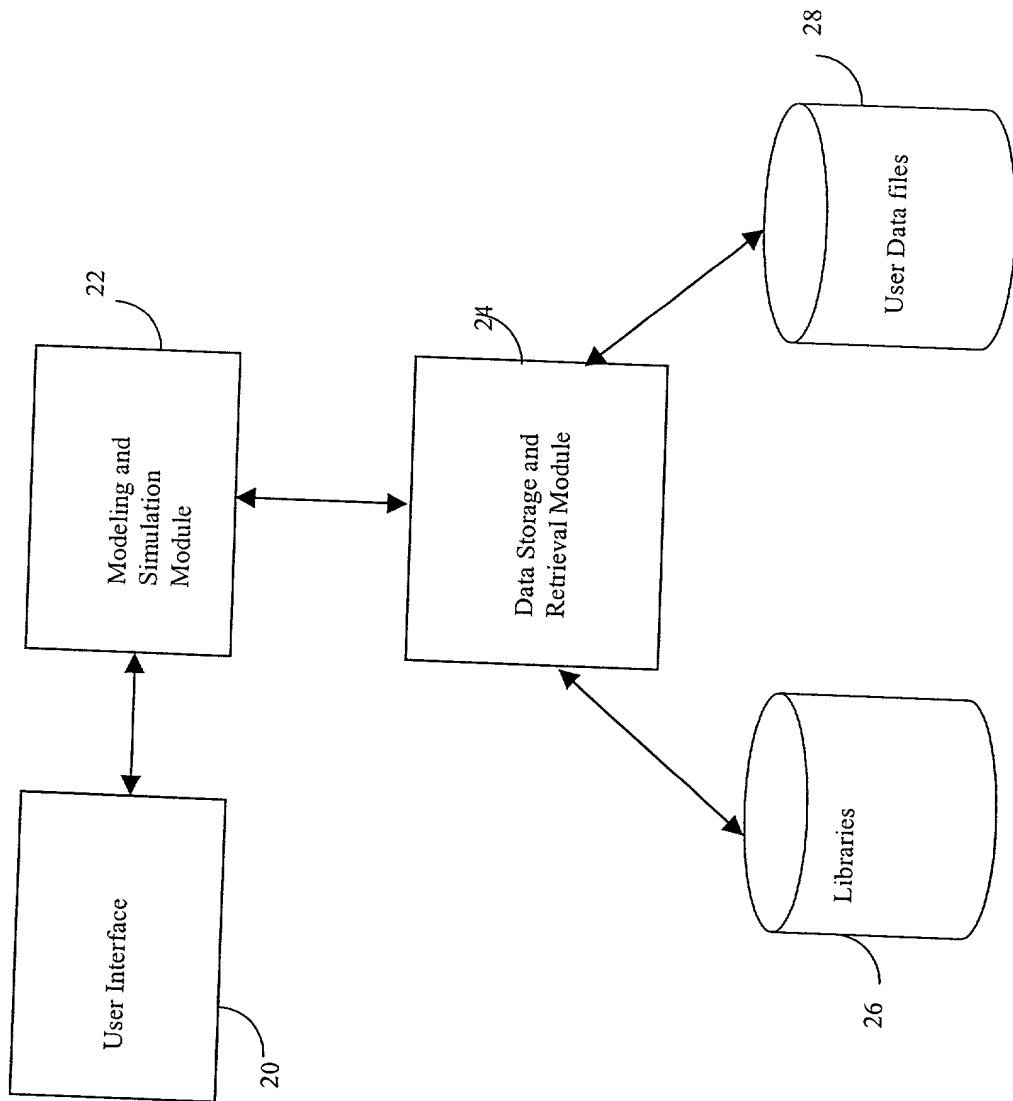 User Interface
20
Modeling and
Simulation
Module
22
Data Storage and
Retrieval Module
24
Libraries
26
User Data files
28